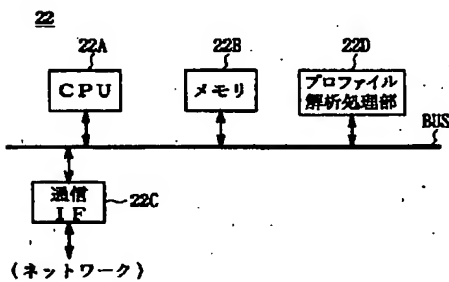 22
22A
CPU
22B
メモリ
22D
プロファイル
解析処理部
BUS
通信
IF
22C
(ネットワーク)